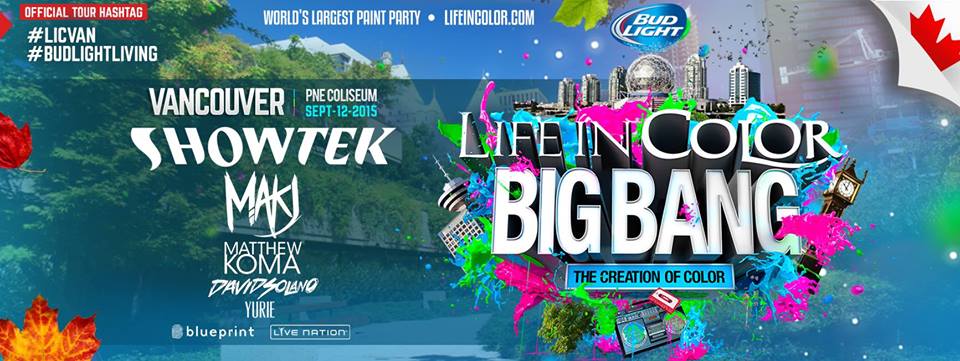 OFFICIAL TOUR HASHTAG
#LICVAN
#BUDLIGHTLIVING
WORLD'S LARGEST PAINT PARTY • LIFEINCOLOR.COM
BUD LIGHT
VANCOUVER
PNE COLISEUM
SEPT-12-2015
SHOWTEK
MAKJ
MATTHEW
KOMA
DAVID SOLANO
YURIE
blueprint
LIVE NATION
LIFE IN COLOR
BIG BANG
THE CREATION OF COLOR